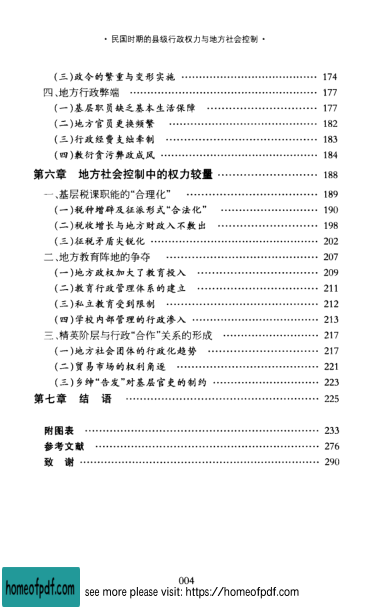 ·民国时期的县级行政权力与地方社会控制·
(三)政令的繁重与变形实施 …… 174
四、地方行政弊端 …… 177
(一)基层职员缺乏基本生活保障 …… 177
(二)地方官员更换频繁 …… 182
(三)行政经费支绌牵制 …… 183
(四)敷衍贪污弊政成风 …… 184
第六章 地方社会控制中的权力较量 …… 188
一、基层税课职能的“合理化” …… 189
(一)税种增辟及征派形式“合法化” …… 190
(二)税收增长与地方财政入不敷出 …… 198
(三)征税矛盾尖锐化 …… 202
二、地方教育阵地的争夺 …… 207
(一)地方政权加大了教育投入 …… 209
(二)教育行政管理体系的建立 …… 211
(三)私立教育受到限制 …… 212
(四)学校内部管理的行政渗入 …… 213
三、精英阶层与行政“合作”关系的形成 …… 217
(一)地方社会团体的行政化趋势 …… 217
(二)贸易市场的权利角逐 …… 221
(三)乡绅“告发”对基层官吏的制约 …… 223
第七章 结 语 …… 225
附图表 …… 233
参考文献 …… 276
致 谢 …… 290
004
homeofpdf.com see more please visit: https://homeofpdf.com